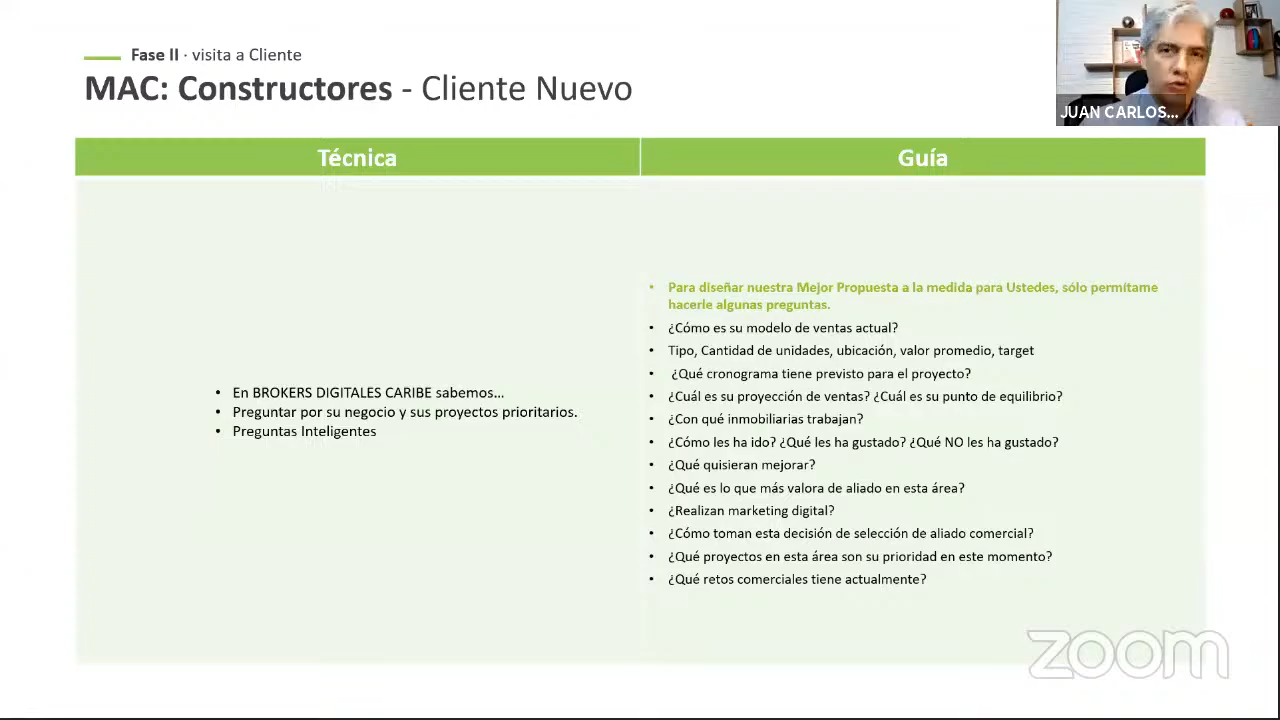 Fase II · visita a Cliente
MAC: Constructores - Cliente Nuevo
JUAN CARLOS...
Técnica
Guía
• En BROKERS DIGITALES CARIBE sabemos...
• Preguntar por su negocio y sus proyectos prioritarios.
• Preguntas Inteligentes
• Para diseñar nuestra Mejor Propuesta a la medida para Ustedes, sólo permítame
hacerle algunas preguntas.
• ¿Cómo es su modelo de ventas actual?
• Tipo, Cantidad de unidades, ubicación, valor promedio, target
• ¿Qué cronograma tiene previsto para el proyecto?
• ¿Cuál es su proyección de ventas? ¿Cuál es su punto de equilibrio?
• ¿Con qué inmobiliarias trabajan?
• ¿Cómo les ha ido? ¿Qué les ha gustado? ¿Qué NO les ha gustado?
• ¿Qué quisieran mejorar?
• ¿Qué es lo que más valora de aliado en esta área?
• ¿Realizan marketing digital?
• ¿Cómo toman esta decisión de selección de aliado comercial?
• ¿Qué proyectos en esta área son su prioridad en este momento?
• ¿Qué retos comerciales tiene actualmente?
zoom